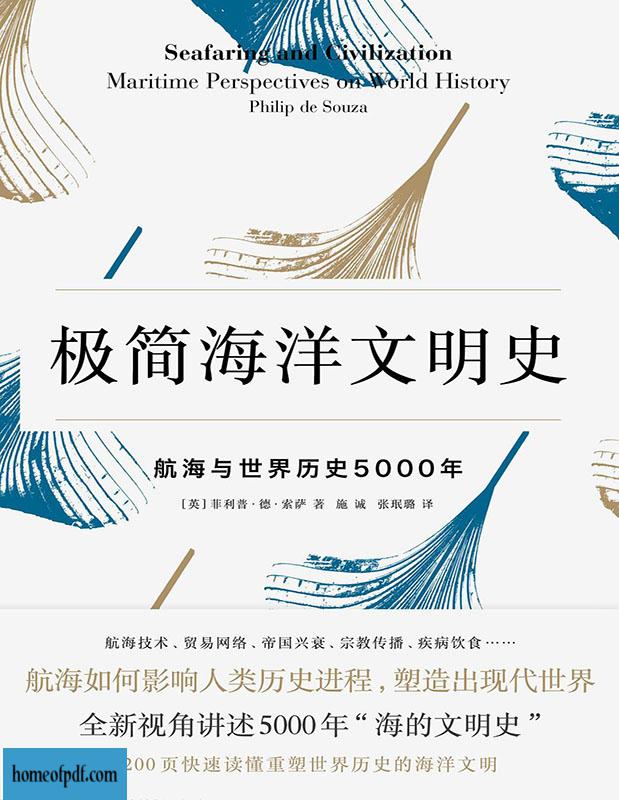 Seafaring and Civilization
Maritime Perspectives on World History
Philip de Souza
极简海洋文明史
航海与世界历史5000年
[英]菲利普·德·索萨 著 施 诚 张珉璐 译
航海技术、贸易网络、帝国兴衰、宗教传播、疾病饮食……
航海如何影响人类历史进程，塑造出现代世界
全新视角讲述5000年“海的文明史”
200页快速读懂重塑世界历史的海洋文明
homeofpdf.com